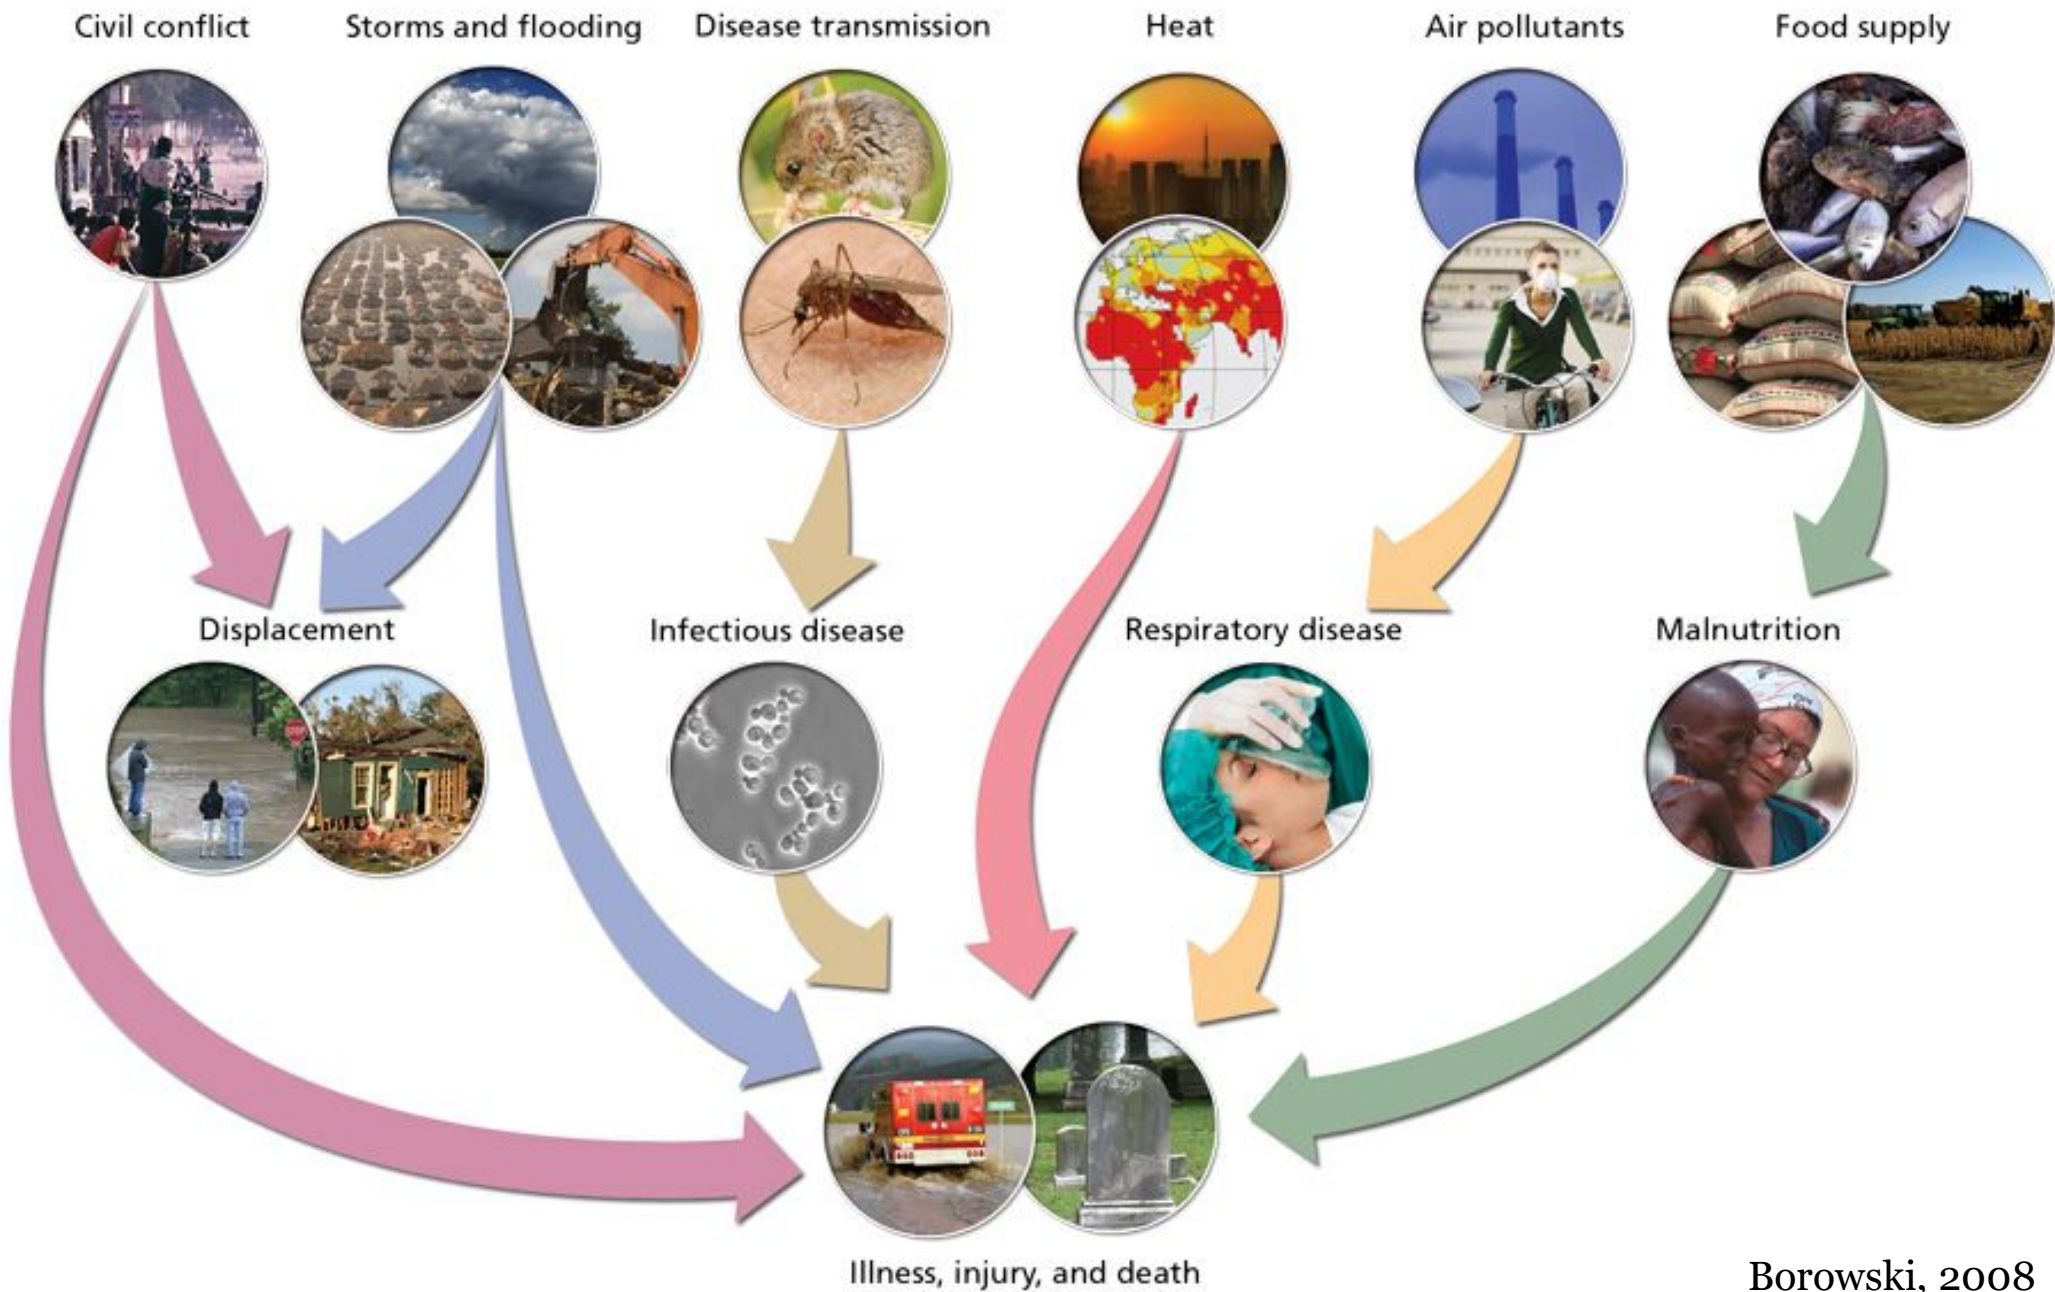 Civil conflict
Storms and flooding
Disease transmission
Heat
Air pollutants
Food supply
Displacement
Infectious disease
Respiratory disease
Malnutrition
STOP
Illness, injury, and death
Borowski, 2008